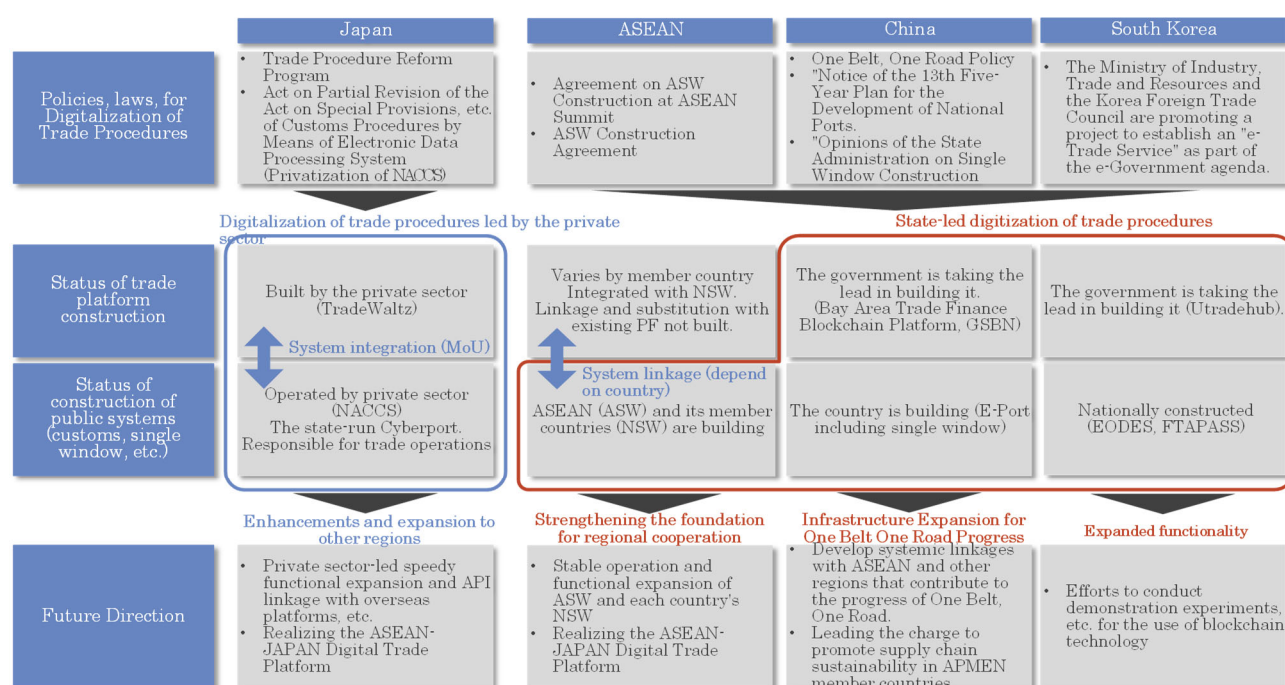 Japan
ASEAN
China
South Korea
Policies, laws, for
Digitalization of
Trade Procedures
• Trade Procedure Reform
Program
• Act on Partial Revision of the
Act on Special Provisions, etc.
of Customs Procedures by
Means of Electronic Data
Processing System
(Privatization of NACCS)
• Agreement on ASW
Construction at ASEAN
Summit
• ASW Construction
Agreement
• One Belt, One Road Policy
• "Notice of the 13th Five-
Year Plan for the
Development of National
Ports.
• "Opinions of the State
Administration on Single
Window Construction
• The Ministry of Industry,
Trade and Resources and
the Korea Foreign Trade
Council are promoting a
project to establish an "e-
Trade Service" as part of
the e-Government agenda.
Digitalization of trade procedures led by the private
sector
State-led digitization of trade procedures
Status of trade
platform
construction
Built by the private sector
(TradeWaltz)
Varies by member country
Integrated with NSW.
Linkage and substitution with
existing PF not built.
The government is taking the
lead in building it.
(Bay Area Trade Finance
Blockchain Platform, GSBN)
The government is taking the
lead in building it (Utradehub).
System integration (MoU)
System linkage (depend
on country)
Status of
construction of
public systems
(customs, single
window, etc.)
Operated by private sector
(NACCS)
The state-run Cyberport.
Responsible for trade operations
ASEAN (ASW) and its member
countries (NSW) are building
The country is building (E-Port
including single window)
Nationally constructed
(EODES, FTAPASS)
Enhancements and expansion to
other regions
Strengthening the foundation
for regional cooperation
Infrastructure Expansion for
One Belt One Road Progress
Expanded functionality
Future Direction
• Private sector-led speedy
functional expansion and API
linkage with overseas
platforms, etc.
• Realizing the ASEAN-
JAPAN Digital Trade
Platform
• Stable operation and
functional expansion of
ASW and each country's
NSW
• Realizing the ASEAN-
JAPAN Digital Trade
Platform
• Develop systemic linkages
with ASEAN and other
regions that contribute to
the progress of One Belt,
One Road.
• Leading the charge to
promote supply chain
sustainability in APMEN
member countries
• Efforts to conduct
demonstration experiments,
etc. for the use of blockchain
technology